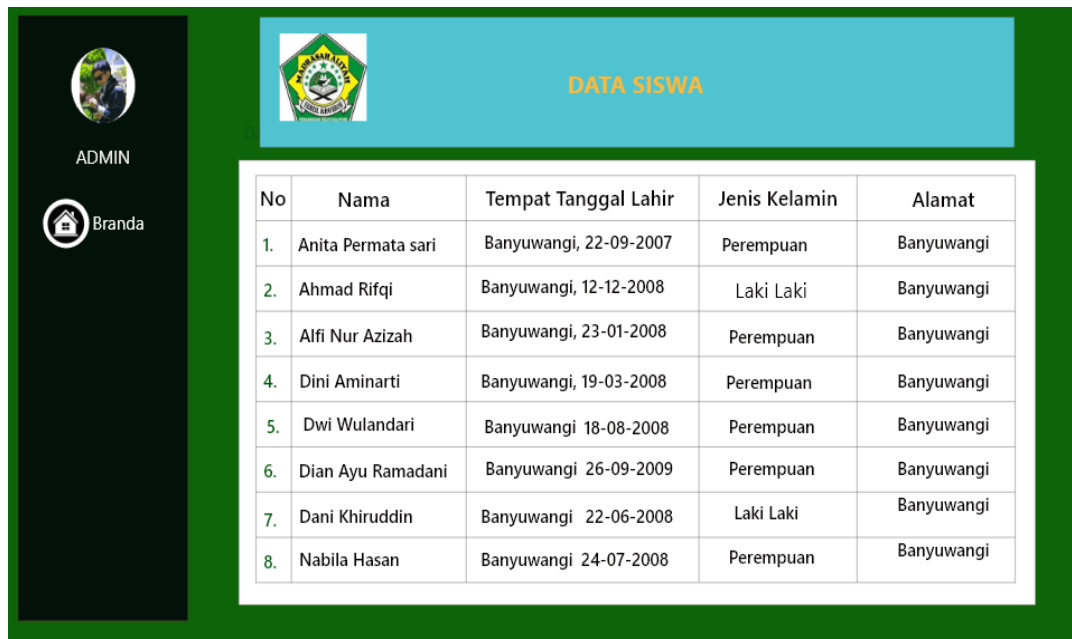 ADMIN
Branda
MADRASAH ALIYAH
DATA SISWA
No Nama Tempat Tanggal Lahir Jenis Kelamin Alamat
1. Anita Permata sari Banyuwangi, 22-09-2007 Perempuan Banyuwangi
2. Ahmad Rifqi Banyuwangi, 12-12-2008 Laki Laki Banyuwangi
3. Alfi Nur Azizah Banyuwangi, 23-01-2008 Perempuan Banyuwangi
4. Dini Aminarti Banyuwangi, 19-03-2008 Perempuan Banyuwangi
5. Dwi Wulandari Banyuwangi 18-08-2008 Perempuan Banyuwangi
6. Dian Ayu Ramadani Banyuwangi 26-09-2009 Perempuan Banyuwangi
7. Dani Khiruddin Banyuwangi 22-06-2008 Laki Laki Banyuwangi
8. Nabila Hasan Banyuwangi 24-07-2008 Perempuan Banyuwangi